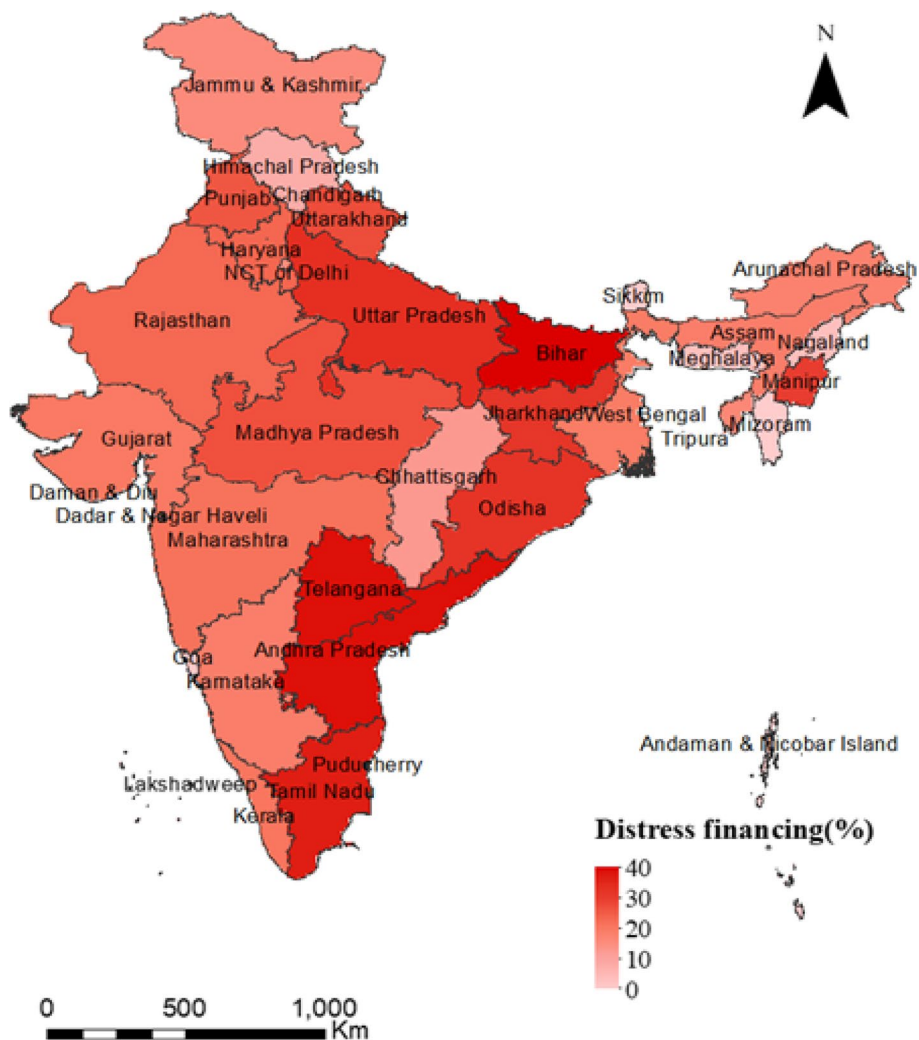 N
Jammu & Kashmir
Himachal Pradesh
Punjab
Chandigarh
Uttarakhand
Haryana
NCT of Delhi
Arunachal Pradesh
Sikkim
Rajasthan
Uttar Pradesh
Assam
Nagaland
Bihar
Meghalaya
Manipur
Jharkhand
West Bengal
Mizoram
Tripura
Gujarat
Madhya Pradesh
Chhattisgarh
Daman & Diu
Odisha
Dadar & Nagar Haveli
Maharashtra
Telangana
Andhra Pradesh
Goa
Karnataka
Andaman & Nicobar Island
Puducherry
Lakshadweep
Tamil Nadu
Kerala
Distress financing(%)
40
30
20
10
0
0 500 1,000
Km